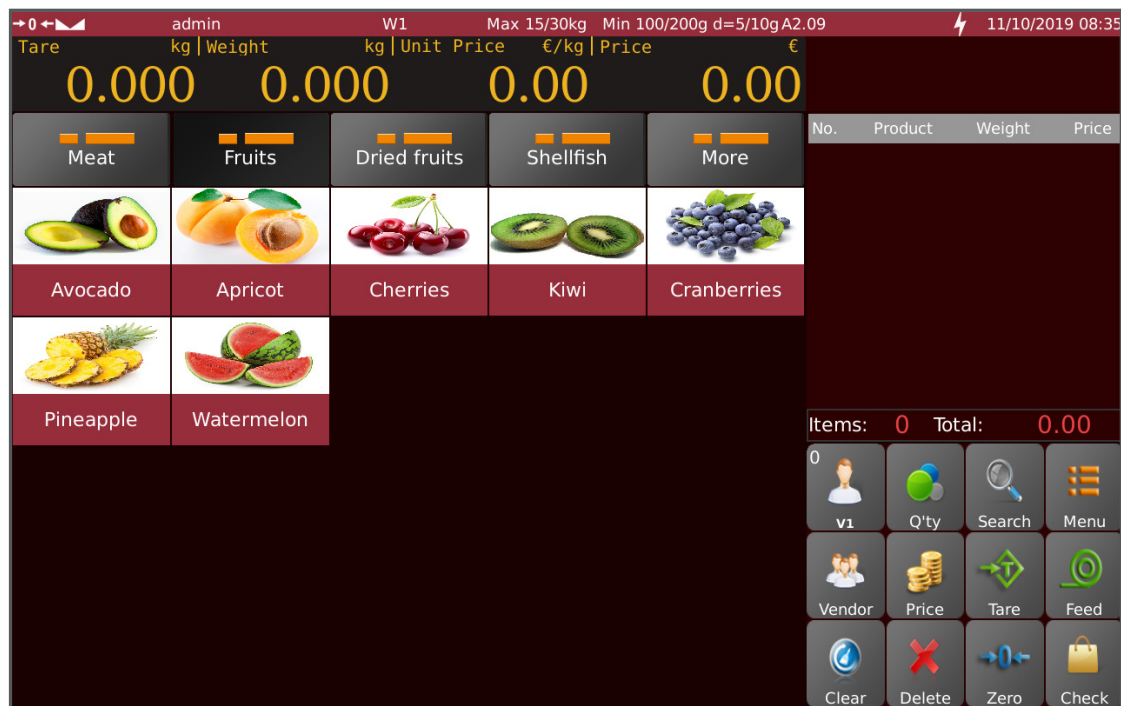 →0← admin W1 Max 15/30kg Min 100/200g d=5/10g A2.09 11/10/2019 08:35
Tare kg Weight kg Unit Price €/kg Price €
0.000 0.000 0.00 0.00
Meat Fruits Dried fruits Shellfish More
No. Product Weight Price
Avocado Apricot Cherries Kiwi Cranberries
Pineapple Watermelon
Items: 0 Total: 0.00
0
V1 Q'ty Search Menu
Vendor Price T Tare Feed
→0←
Clear Delete Zero Check